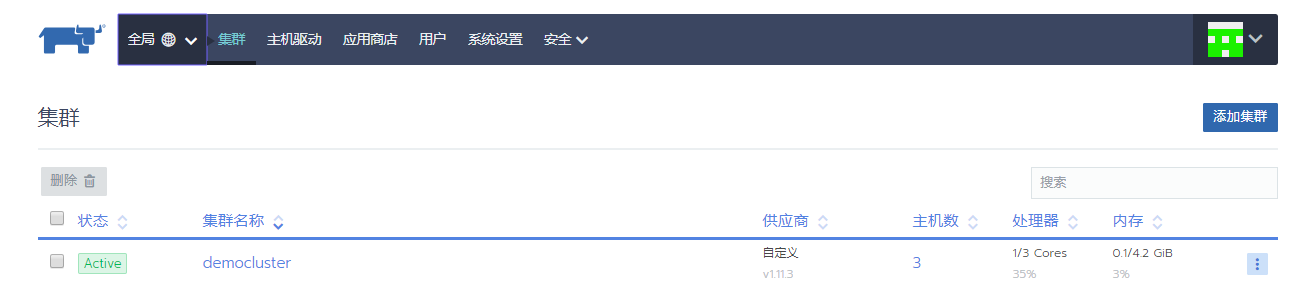 全局 集群 主机驱动 应用商店 用户 系统设置 安全
集群 添加集群
删除 搜索
状态 集群名称 供应商 主机数 处理器 内存
Active democluster 自定义 3 1/3 Cores 0.1/4.2 GiB
v1.11.3 35% 3%